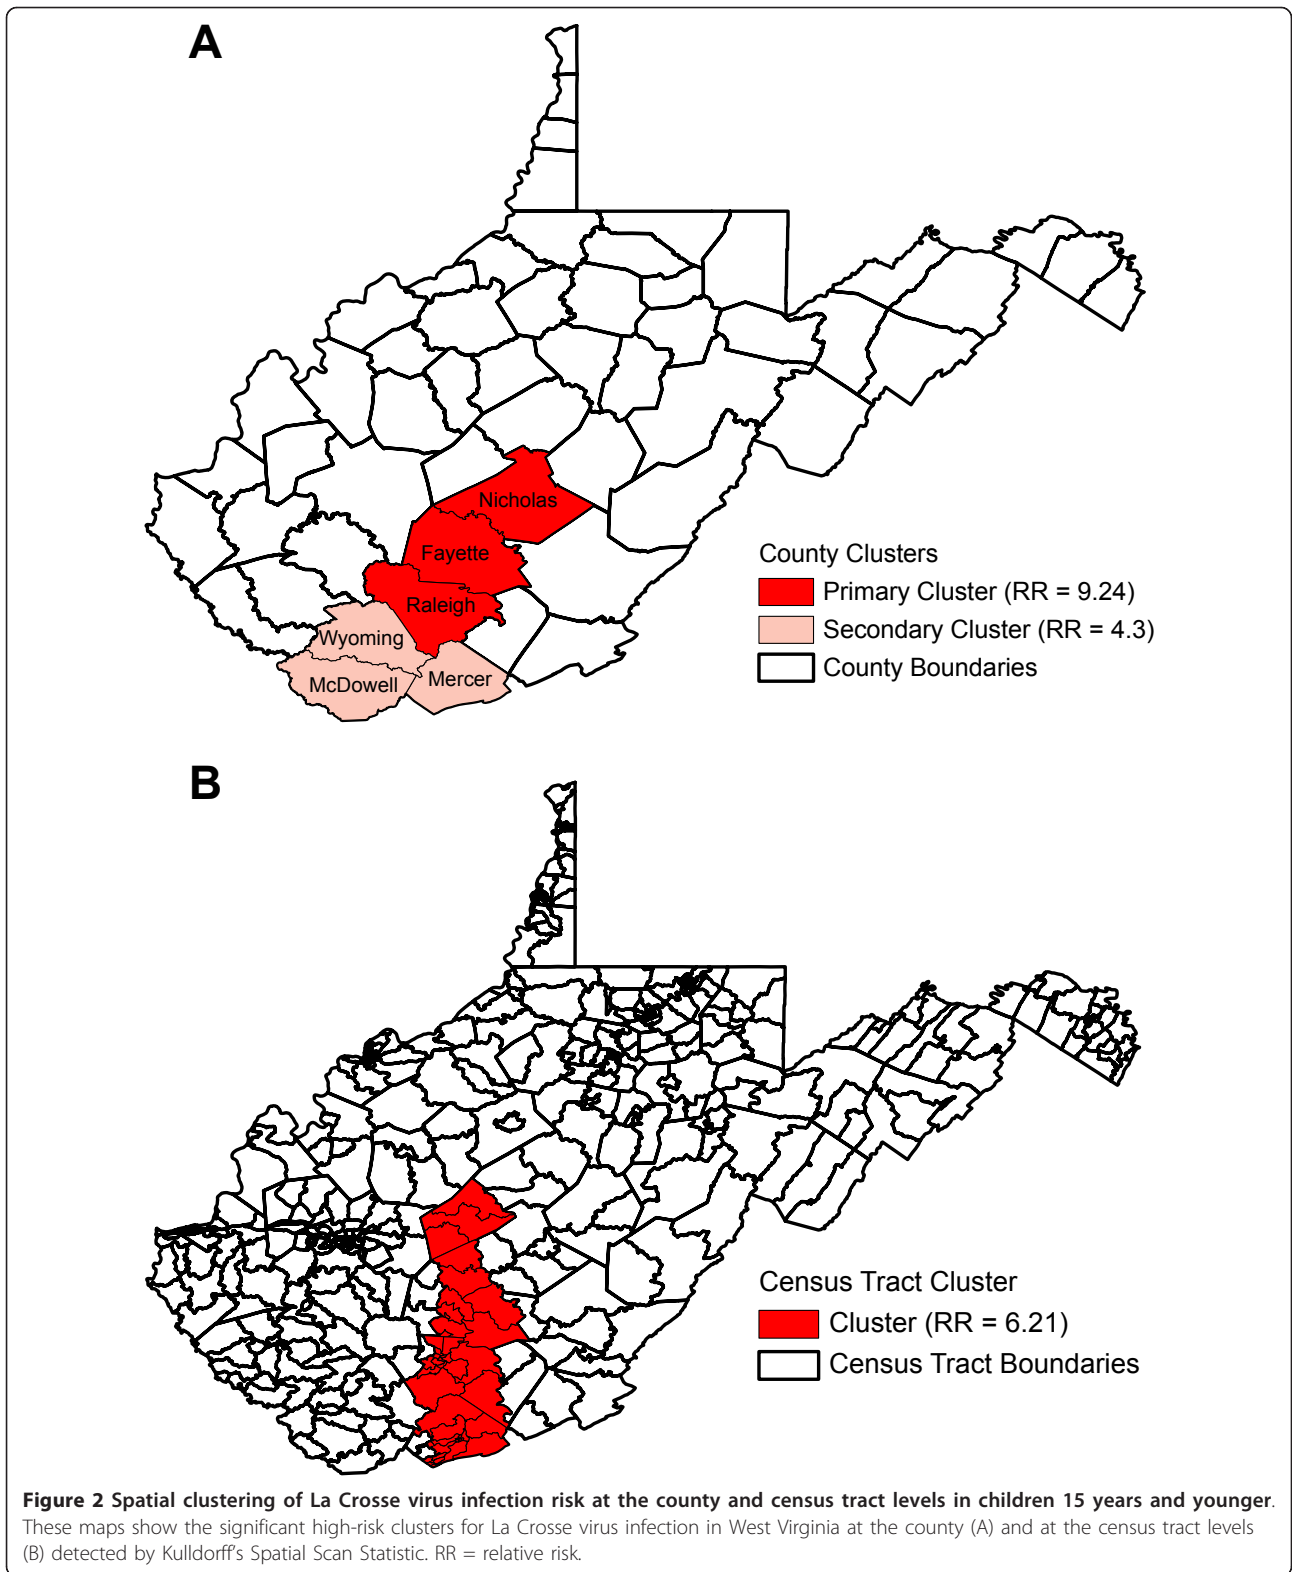 A
Nicholas
Fayette
Raleigh
Wyoming
McDowell
Mercer
County Clusters
Primary Cluster (RR = 9.24)
Secondary Cluster (RR = 4.3)
County Boundaries
B
Census Tract Cluster
Cluster (RR = 6.21)
Census Tract Boundaries
Figure 2 Spatial clustering of La Crosse virus infection risk at the county and census tract levels in children 15 years and younger.
These maps show the significant high-risk clusters for La Crosse virus infection in West Virginia at the county (A) and at the census tract levels
(B) detected by Kulldorff's Spatial Scan Statistic. RR = relative risk.